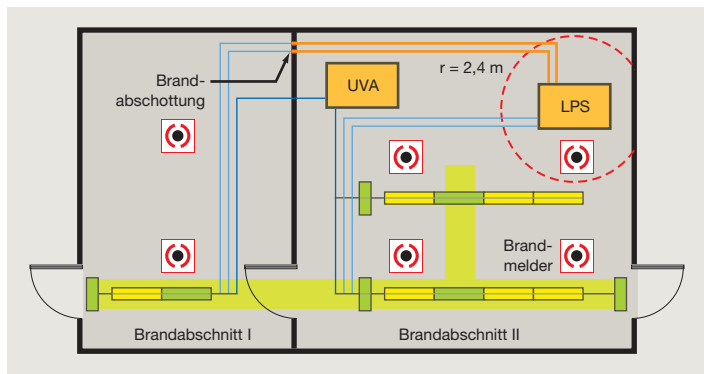 Brand-
abschottung
UVA
r = 2,4 m
LPS
Brand-
melder
Brandabschnitt I
Brandabschnitt II